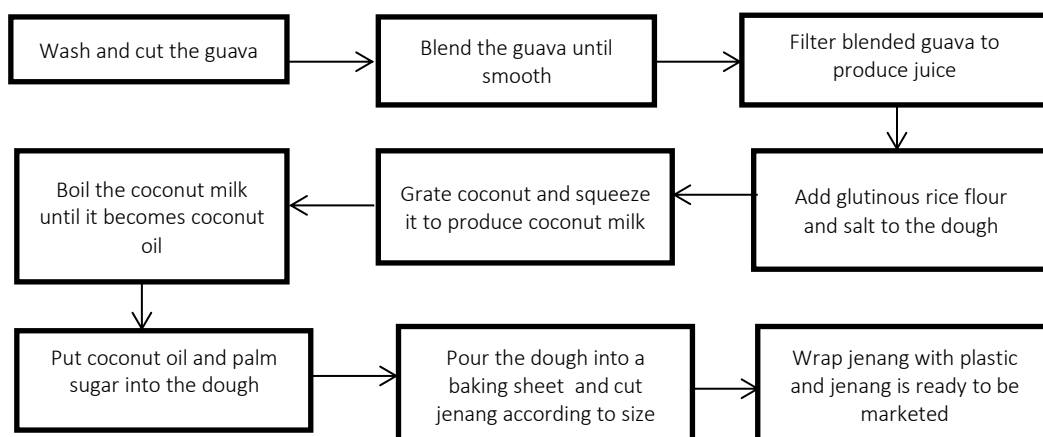 Wash and cut the guava
Blend the guava until
smooth
Filter blended guava to
produce juice
Add glutinous rice flour
and salt to the dough
Grate coconut and squeeze
it to produce coconut milk
Boil the coconut milk
until it becomes coconut
oil
Put coconut oil and palm
sugar into the dough
Pour the dough into a
baking sheet and cut
jenang according to size
Wrap jenang with plastic
and jenang is ready to be
marketed